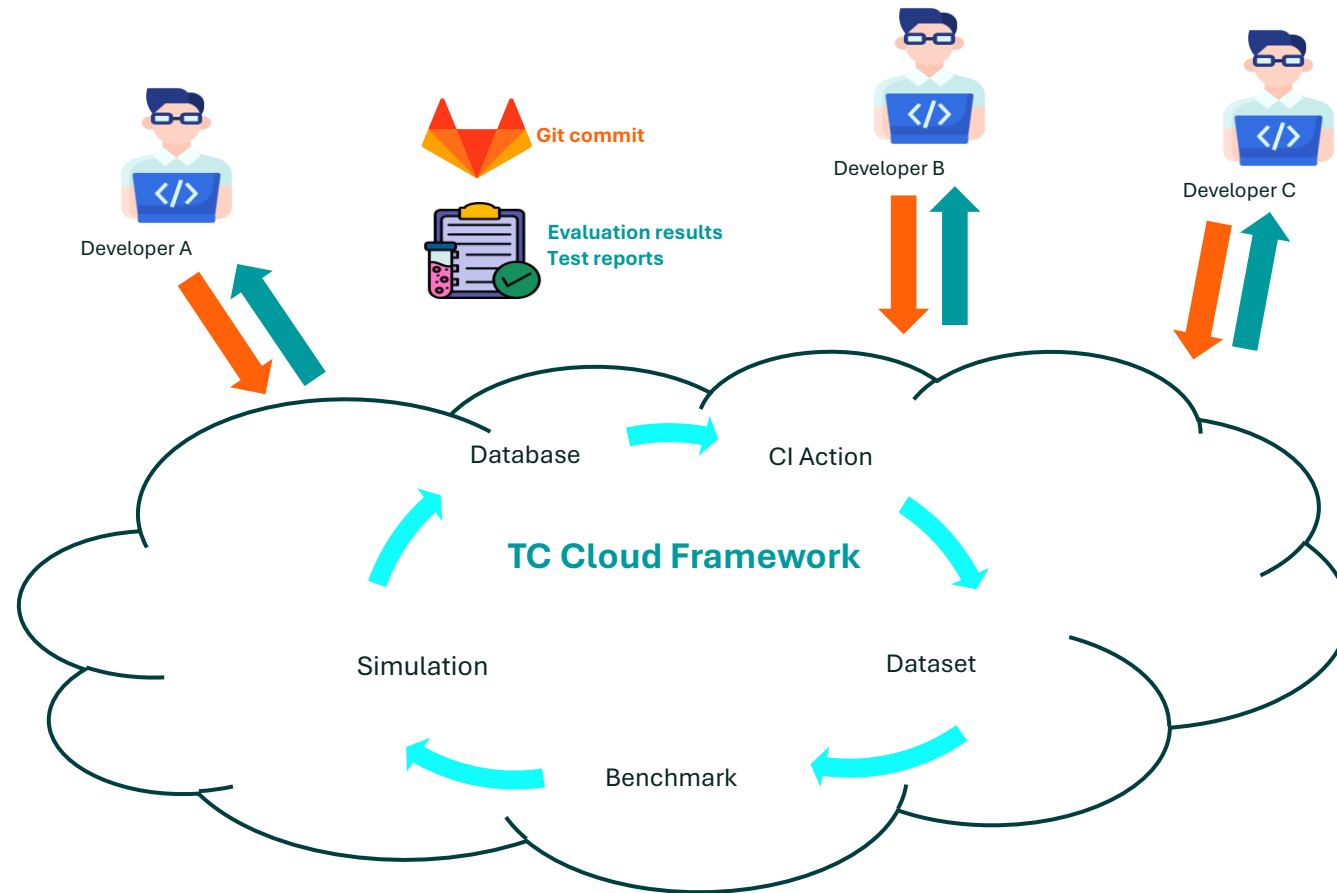 </>
Developer A
Git commit
Evaluation results
Test reports
</>
Developer B
</>
Developer C
Database
CI Action
TC Cloud Framework
Simulation
Dataset
Benchmark